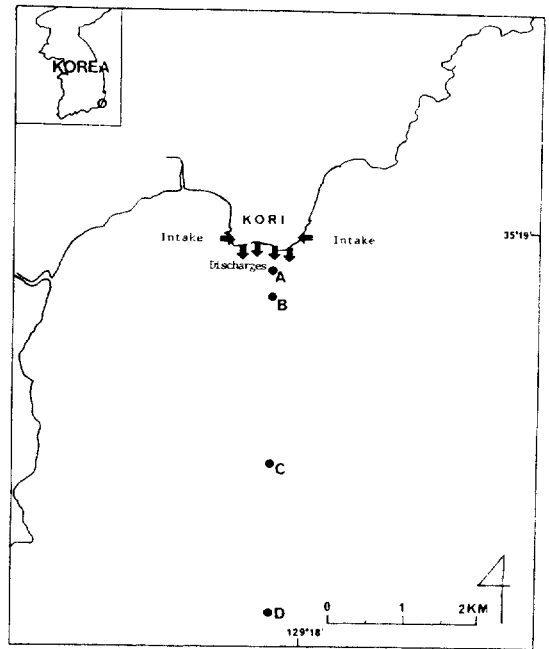 KOREA
KORI
Intake
Intake
35°19'
Discharges
A
B
C
D
0 1 2KM
129°18'